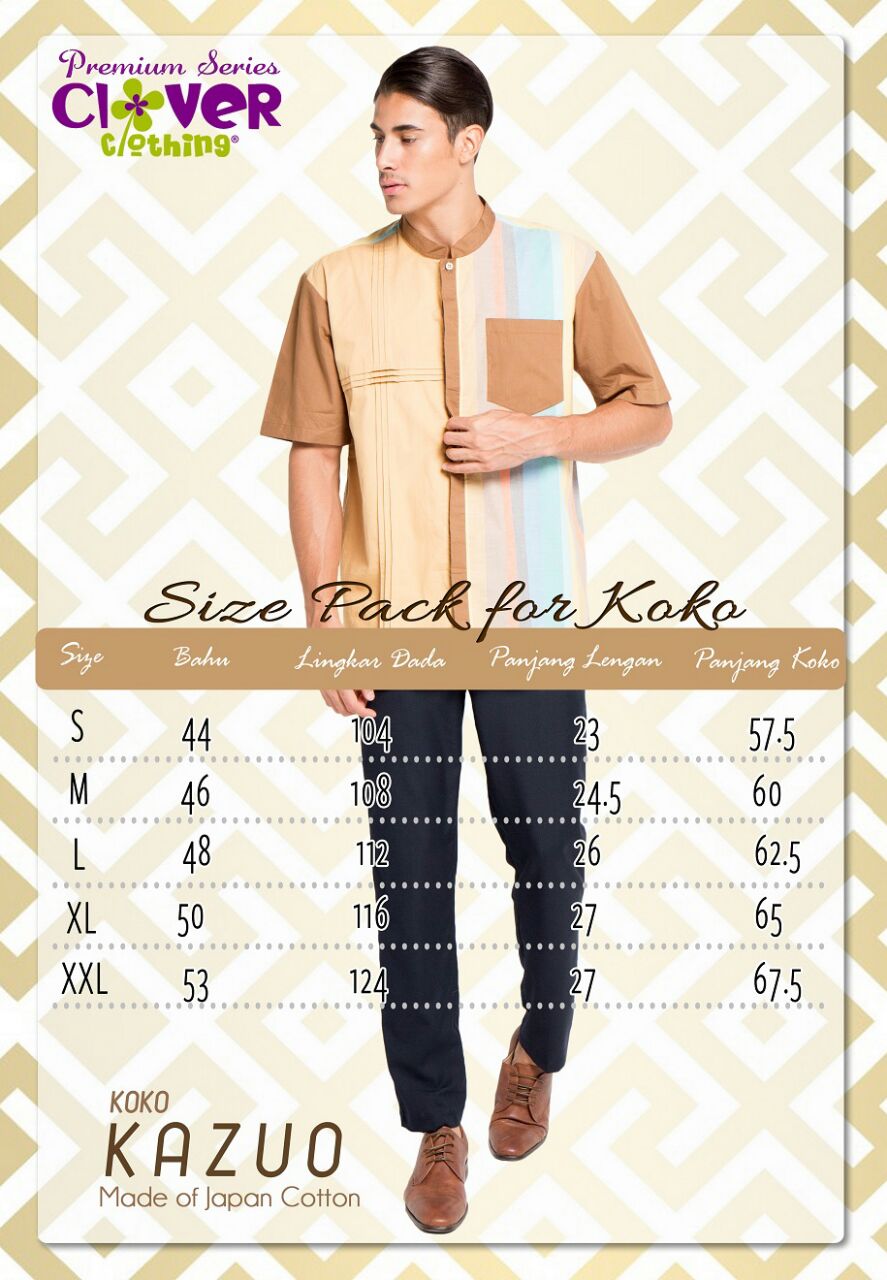 Premium Series
Clover
Clothing®
Size Pack for Koko
Size Bahu Lingkar Dada Panjang Lengan Panjang Koko
S 44 104 23 57.5
M 46 108 24.5 60
L 48 112 26 62.5
XL 50 116 27 65
XXL 53 124 27 67.5
KOKO
KAZUO
Made of Japan Cotton